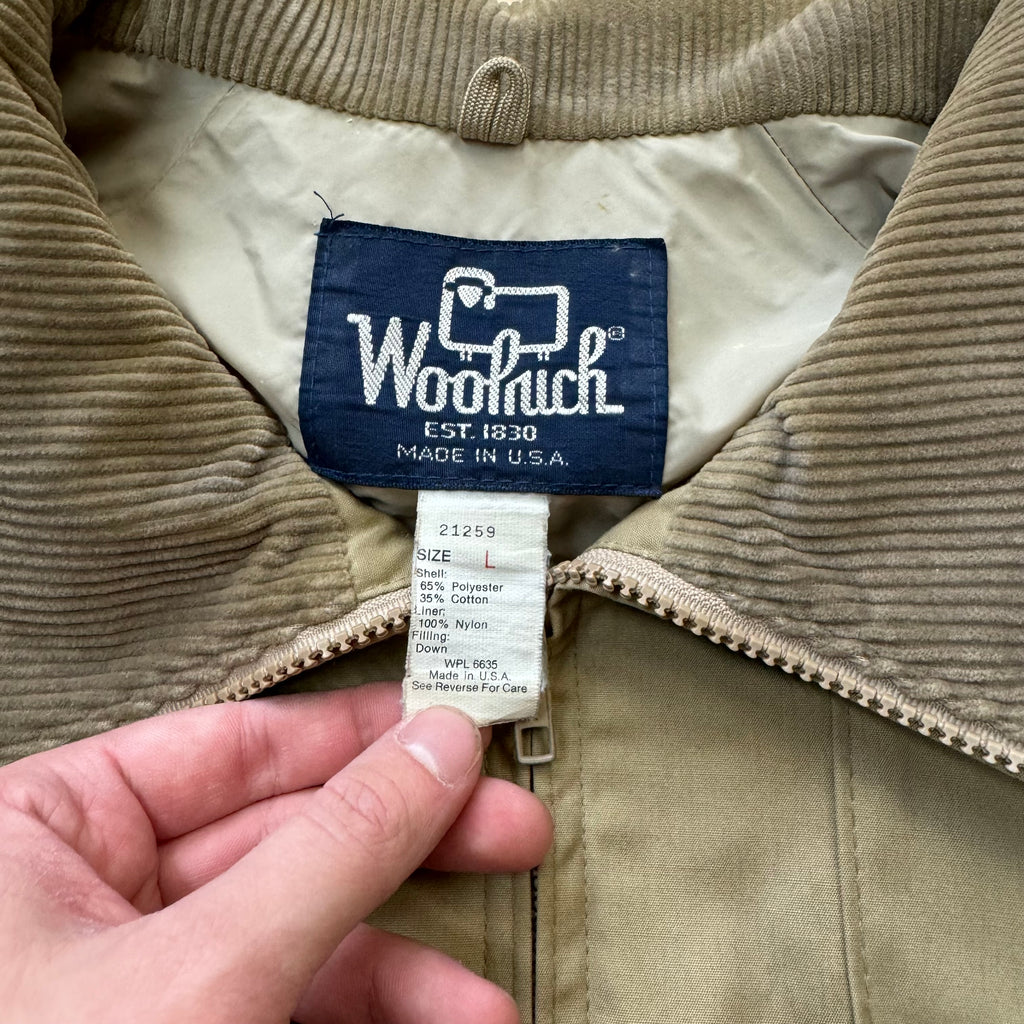 Woolrich®
EST. 1830
MADE IN U.S.A.
21259
SIZE L
Shell:
65% Polyester
35% Cotton
Liner:
100% Nylon
Filling:
Down
WPL 6635
Made in U.S.A.
See Reverse For Care